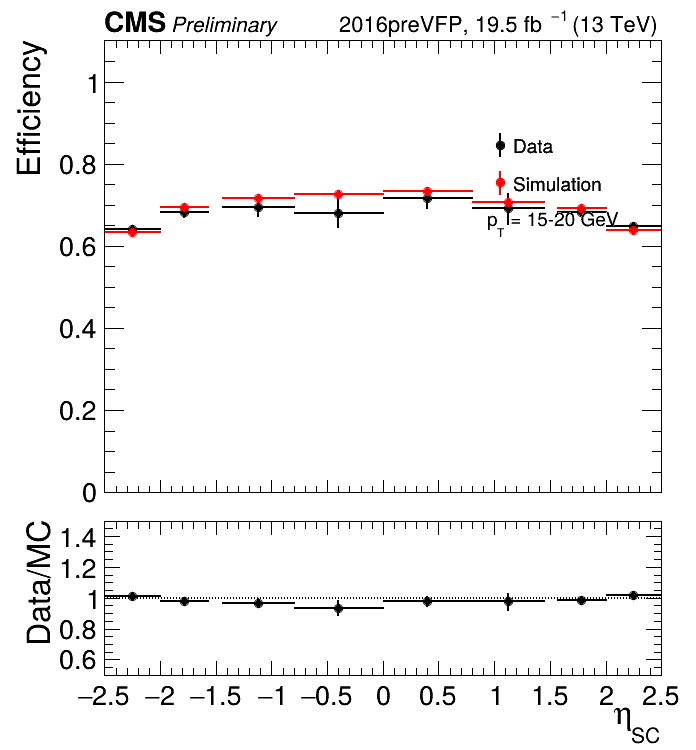 CMS Preliminary 2016preVFP, 19.5 fb⁻¹ (13 TeV)
Efficiency
1
0.8
0.6
0.4
0.2
0
Data
Simulation
p_T = 15-20 GeV
Data/MC
1.4
1.2
1
0.8
0.6
−2.5 −2 −1.5 −1 −0.5 0 0.5 1 1.5 2 2.5
η_SC